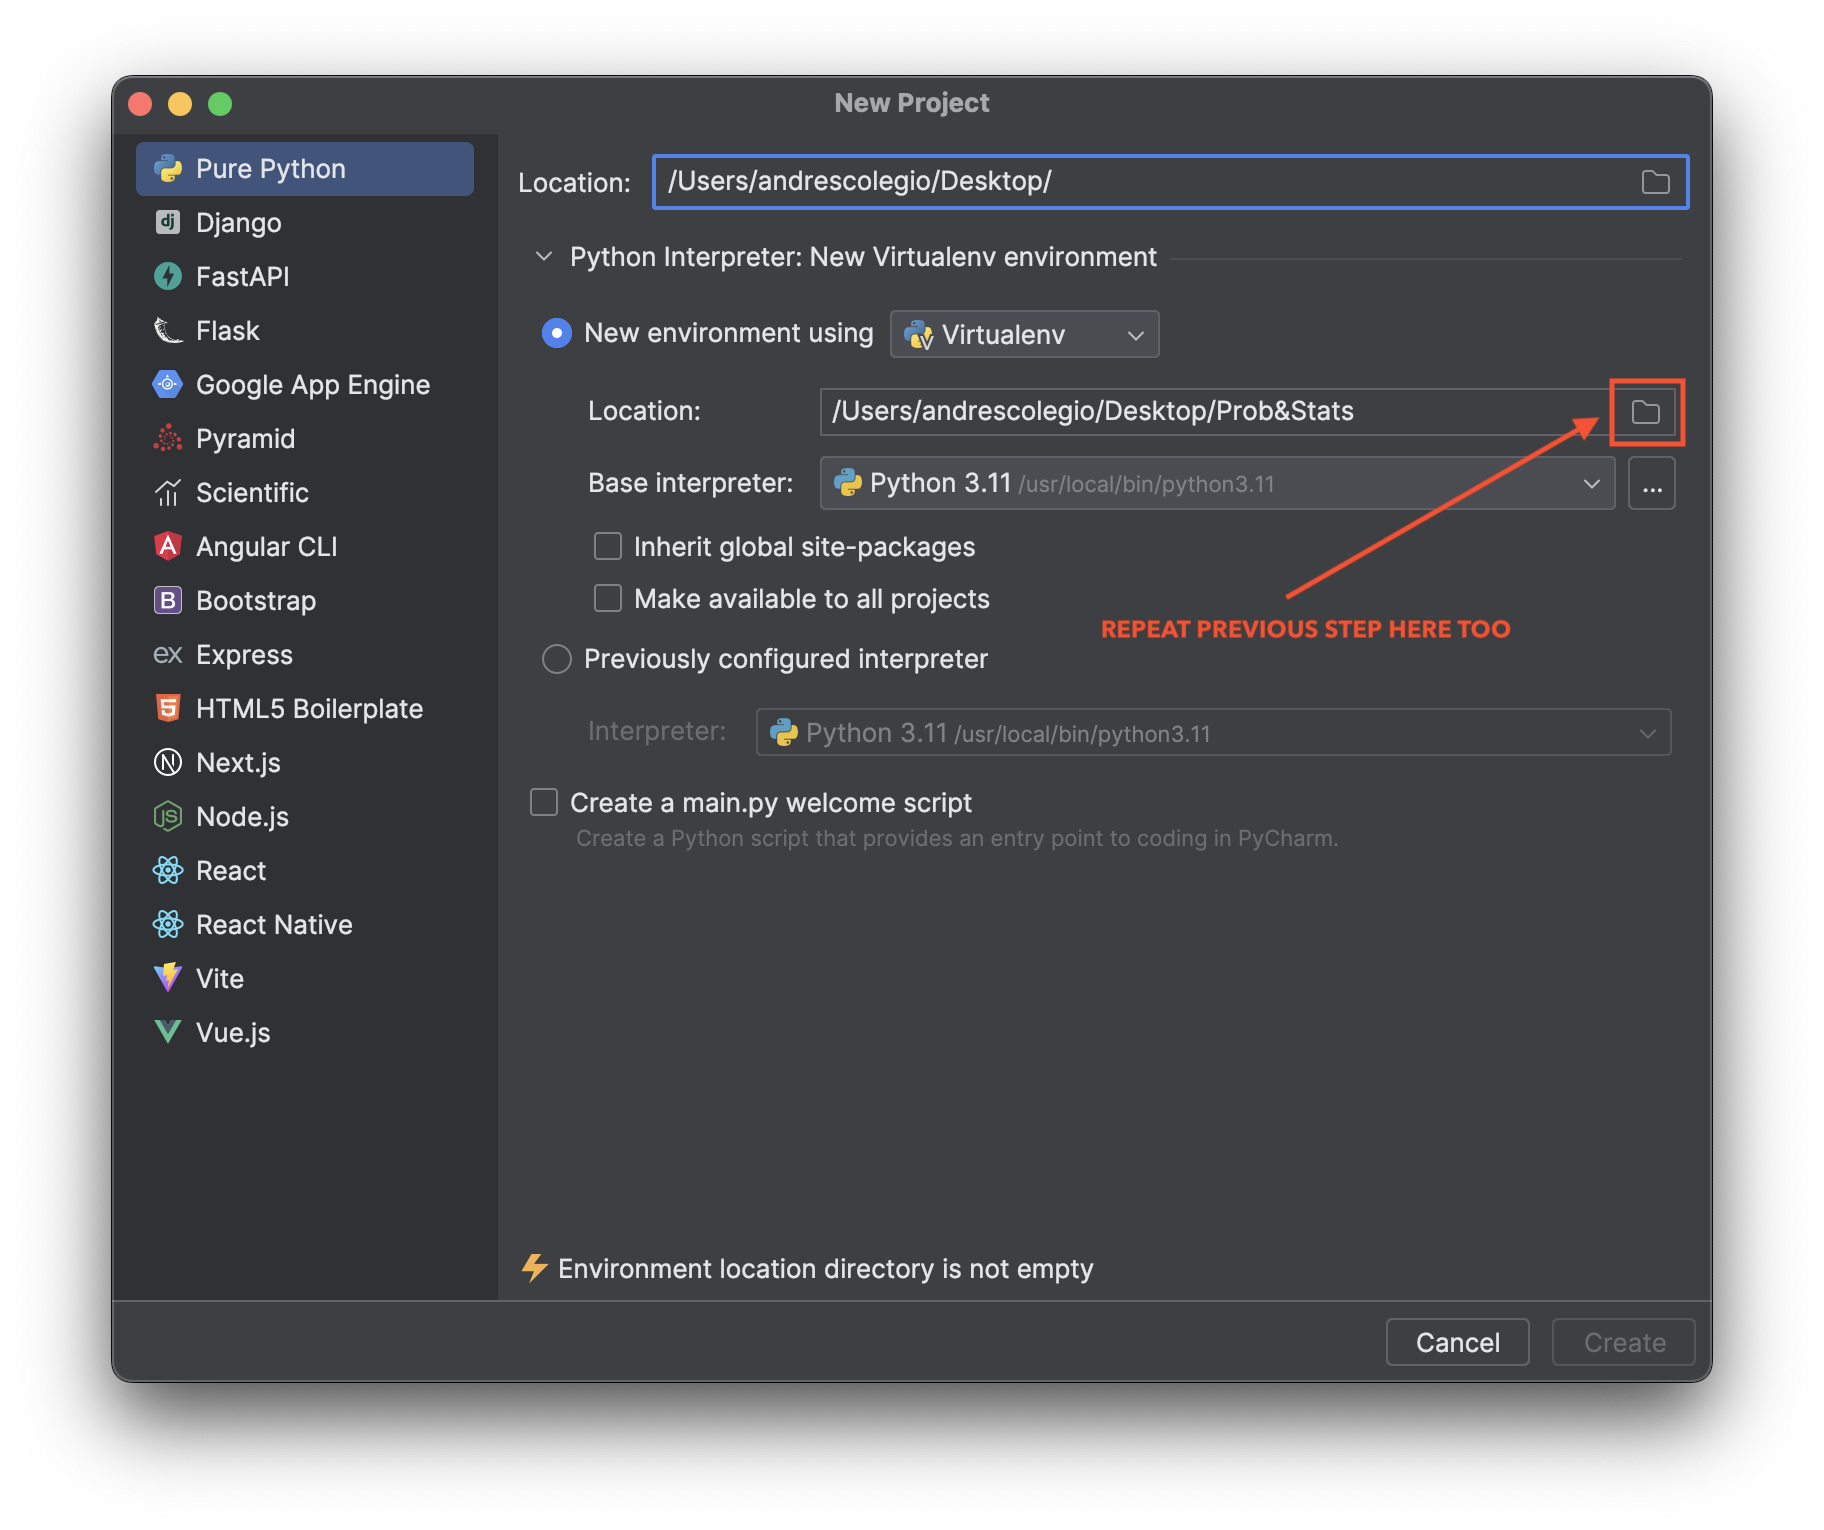 New Project
Pure Python
Django
FastAPI
Flask
Google App Engine
Pyramid
Scientific
Angular CLI
Bootstrap
Express
HTML5 Boilerplate
Next.js
Node.js
React
React Native
Vite
Vue.js
Location: /Users/andrescolegio/Desktop/
Python Interpreter: New Virtualenv environment
New environment using Virtualenv
Location: /Users/andrescolegio/Desktop/Prob&Stats
Base interpreter: Python 3.11 /usr/local/bin/python3.11 ...
Inherit global site-packages
Make available to all projects
REPEAT PREVIOUS STEP HERE TOO
Previously configured interpreter
Interpreter: Python 3.11 /usr/local/bin/python3.11
Create a main.py welcome script
Create a Python script that provides an entry point to coding in PyCharm.
Environment location directory is not empty
Cancel Create